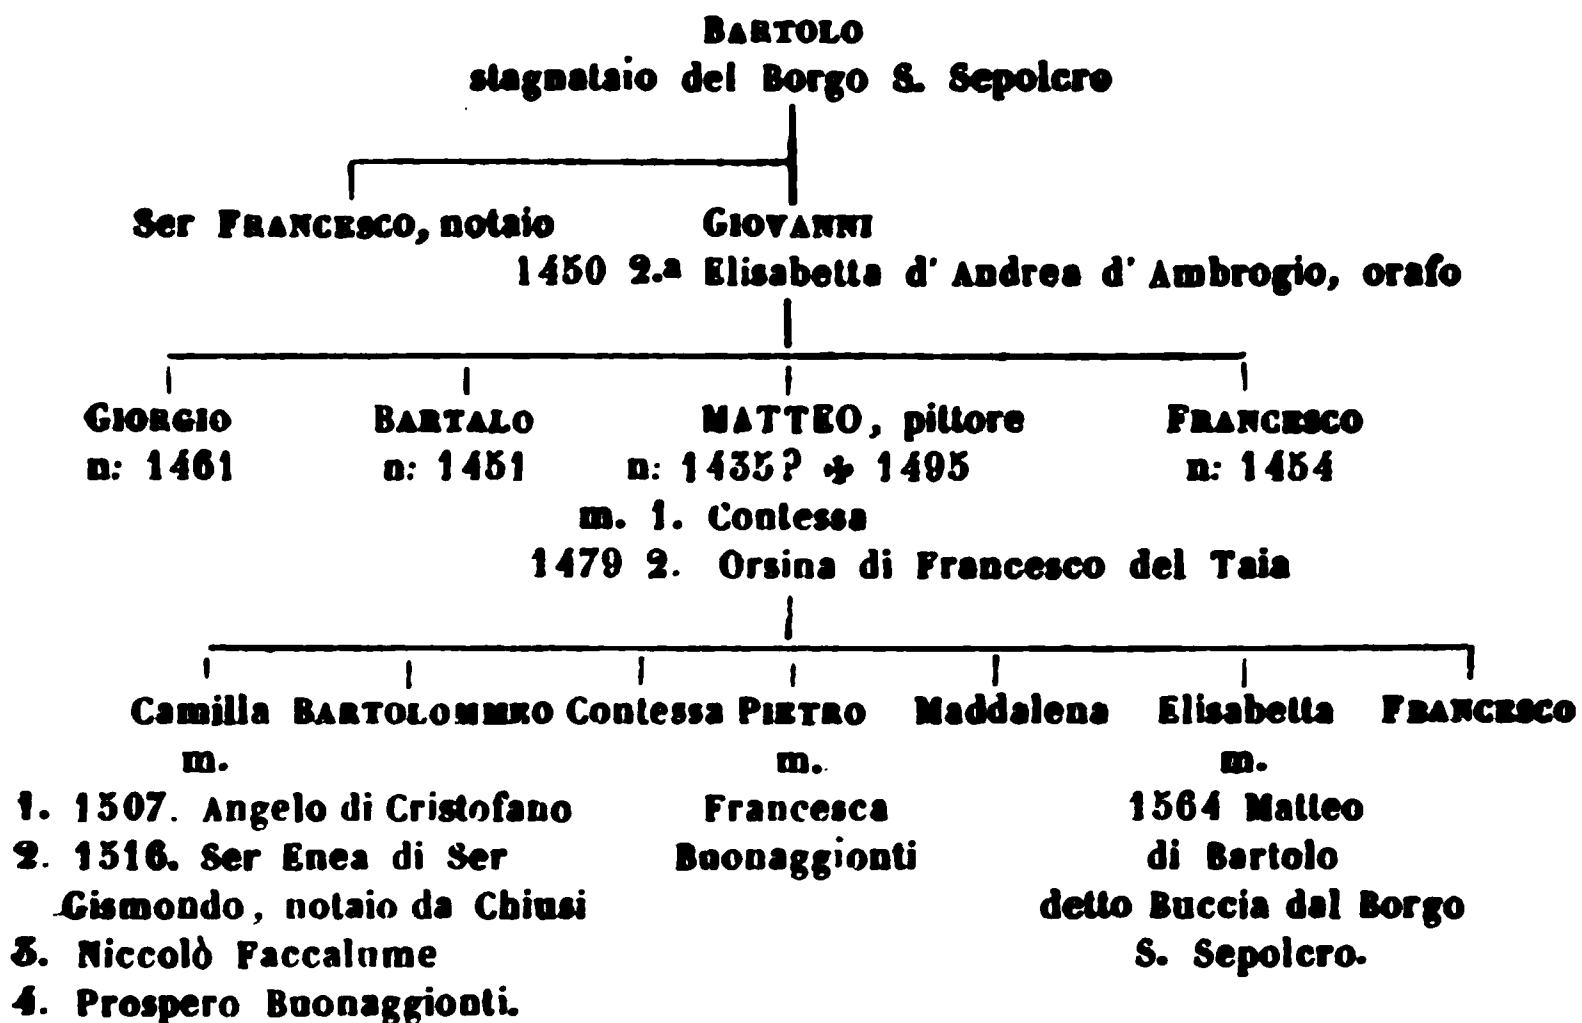 BARTOLO
stagnataio del Borgo S. Sepolcro
Ser FRANCESCO, notaio GIOVANNI
1450 2.a Elisabetta d' Andrea d' Ambrogio, orafo
GIORGIO BARTALO MATTEO, pittore FRANCESCO
n: 1461 n: 1451 n: 1435? ✤ 1495 n: 1454
m. 1. Contessa
1479 2. Orsina di Francesco del Taia
Camilla BARTOLOMMEO Contessa PIETRO Maddalena Elisabetta FRANCESCO
m. m. m.
1. 1507. Angelo di Cristofano Francesca 1564 Matteo
2. 1516. Ser Enea di Ser Buonaggionti di Bartolo
Gismondo, notaio da Chiusi detto Buccia dal Borgo
3. Niccolò Faccalume S. Sepolcro.
4. Prospero Buonaggionti.